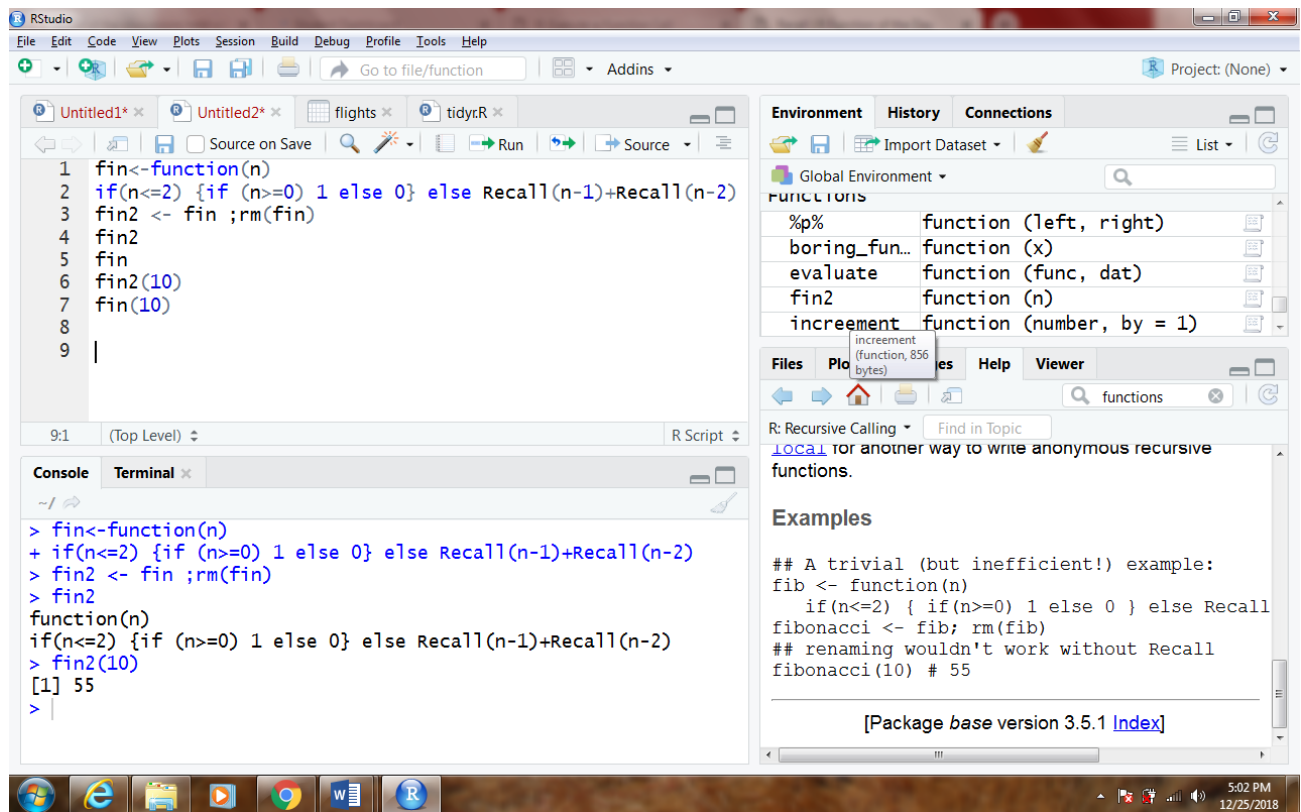 RStudio
File Edit Code View Plots Session Build Debug Profile Tools Help
Go to file/function Addins Project: (None)
Untitled1* Untitled2* flights tidyr.R
Source on Save Run Source
1 fin<-function(n)
2 if(n<=2) {if (n>=0) 1 else 0} else Recall(n-1)+Recall(n-2)
3 fin2 <- fin ;rm(fin)
4 fin2
5 fin
6 fin2(10)
7 fin(10)
8
9
9:1 (Top Level) R Script
Console Terminal
~/
> fin<-function(n)
+ if(n<=2) {if (n>=0) 1 else 0} else Recall(n-1)+Recall(n-2)
> fin2 <- fin ;rm(fin)
> fin2
function(n)
if(n<=2) {if (n>=0) 1 else 0} else Recall(n-1)+Recall(n-2)
> fin2(10)
[1] 55
>
Environment History Connections
Import Dataset List
Global Environment
Functions
%p% function (left, right)
boring_fun… function (x)
evaluate function (func, dat)
fin2 function (n)
increement function (number, by = 1)
increement
(function, 856
bytes)
Files Plo es Help Viewer
functions
R: Recursive Calling Find in Topic
local for another way to write anonymous recursive
functions.
Examples
## A trivial (but inefficient!) example:
fib <- function(n)
if(n<=2) { if(n>=0) 1 else 0 } else Recall
fibonacci <- fib; rm(fib)
## renaming wouldn't work without Recall
fibonacci(10) # 55
[Package base version 3.5.1 Index]
5:02 PM
12/25/2018